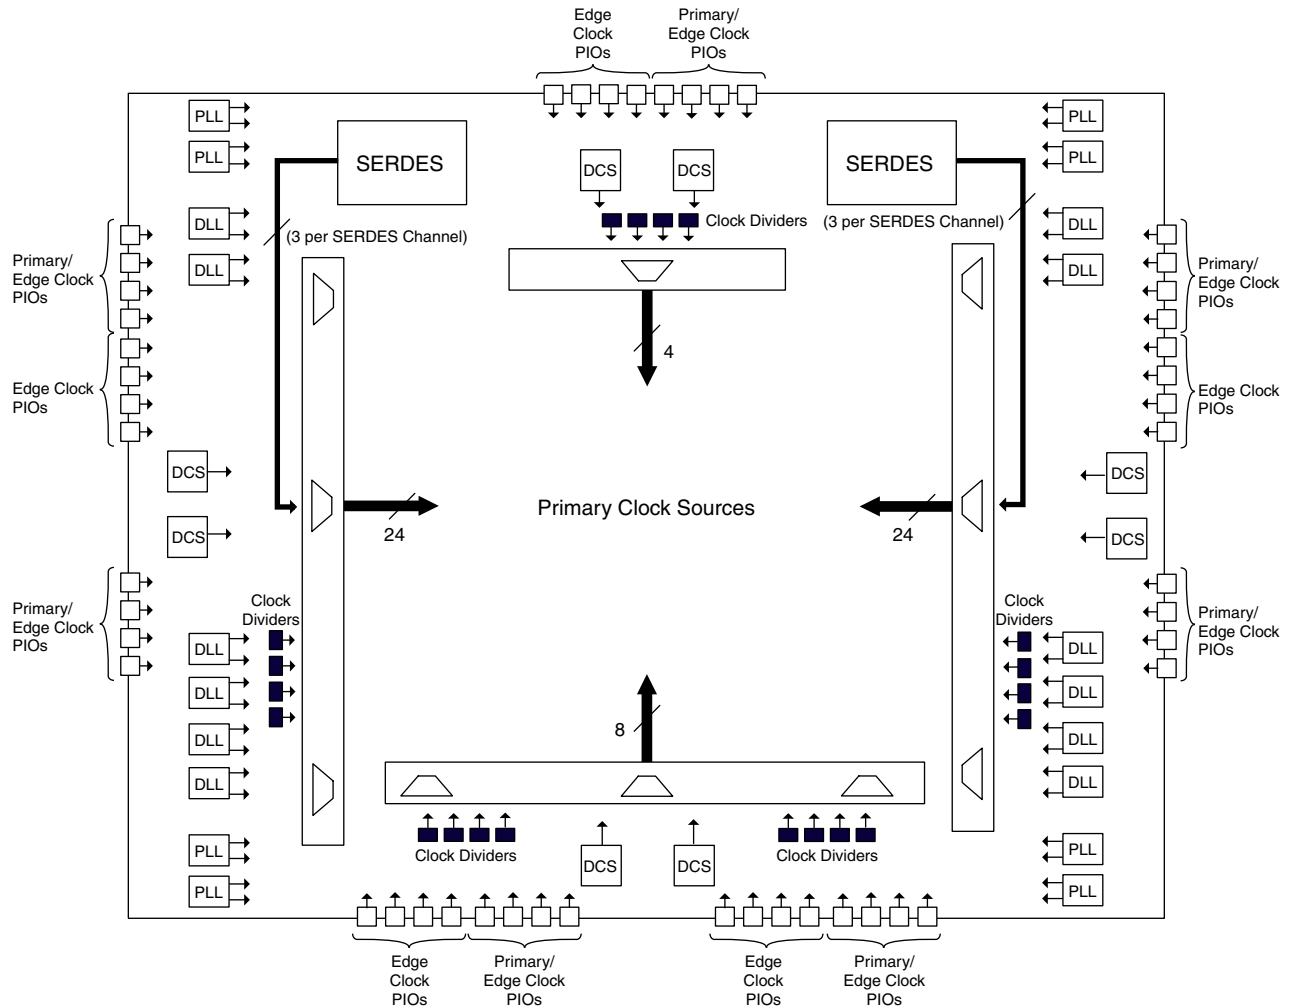 Edge
Clock
PIOs
Primary/
Edge Clock
PIOs
PLL
PLL
SERDES
DCS
DCS
SERDES
PLL
PLL
DLL
DLL
(3 per SERDES Channel)
Clock Dividers
(3 per SERDES Channel)
DLL
DLL
Primary/
Edge Clock
PIOs
Primary/
Edge Clock
PIOs
4
Edge Clock
PIOs
Edge Clock
PIOs
DCS
DCS
DCS
DCS
24
Primary Clock Sources
24
Primary/
Edge Clock
PIOs
Clock
Dividers
Clock
Dividers
Primary/
Edge Clock
PIOs
DLL
DLL
DLL
DLL
DLL
DLL
DLL
DLL
8
PLL
PLL
Clock Dividers
DCS
DCS
Clock Dividers
PLL
PLL
Edge
Clock
PIOs
Primary/
Edge Clock
PIOs
Edge
Clock
PIOs
Primary/
Edge Clock
PIOs